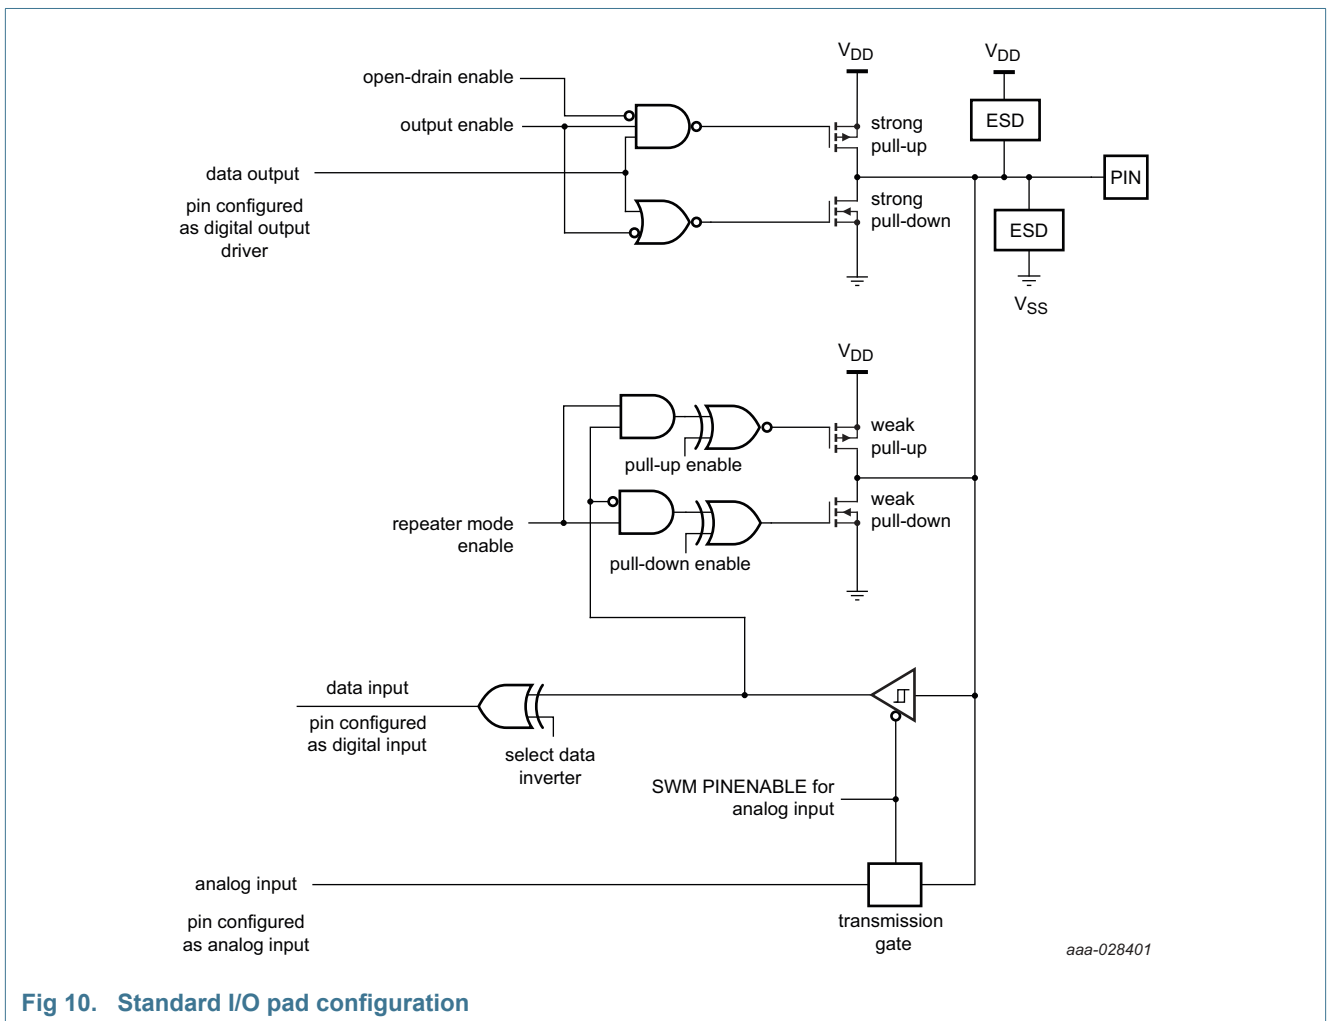 VDD
VDD
open-drain enable
strong
pull-up
ESD
output enable
data output
PIN
pin configured
as digital output
driver
strong
pull-down
ESD
VSS
VDD
weak
pull-up
pull-up enable
weak
pull-down
repeater mode
enable
pull-down enable
data input
pin configured
as digital input
select data
inverter
SWM PINENABLE for
analog input
analog input
pin configured
as analog input
transmission
gate
aaa-028401
Fig 10. Standard I/O pad configuration